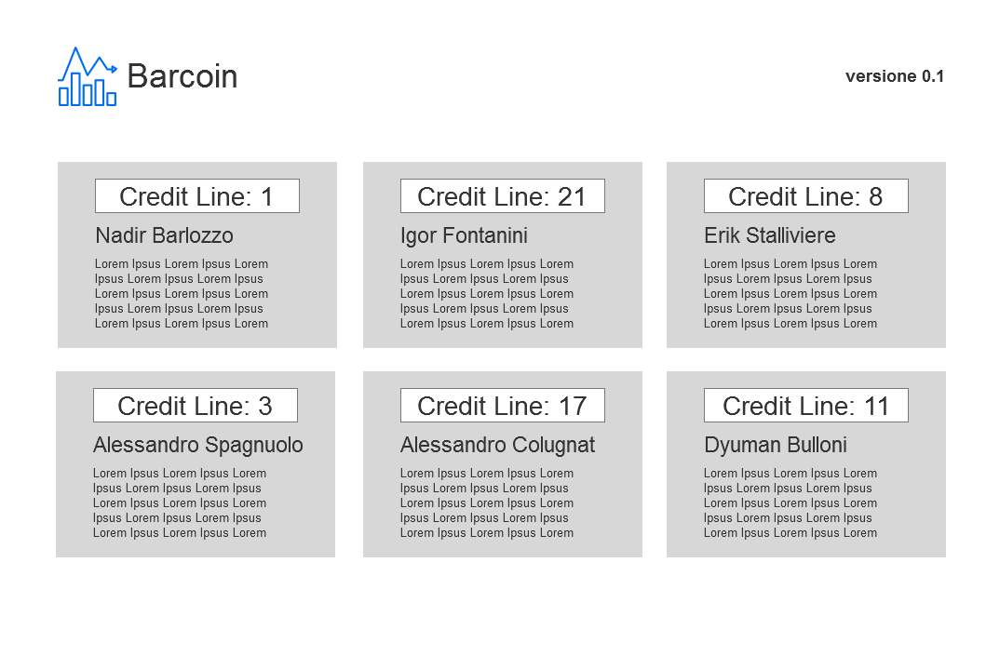 Barcoin
versione 0.1
Credit Line: 1
Nadir Barlozzo
Lorem Ipsus Lorem Ipsus Lorem
Ipsus Lorem Ipsus Lorem Ipsus
Lorem Ipsus Lorem Ipsus Lorem
Ipsus Lorem Ipsus Lorem Ipsus
Lorem Ipsus Lorem Ipsus Lorem
Credit Line: 21
Igor Fontanini
Lorem Ipsus Lorem Ipsus Lorem
Ipsus Lorem Ipsus Lorem Ipsus
Lorem Ipsus Lorem Ipsus Lorem
Ipsus Lorem Ipsus Lorem Ipsus
Lorem Ipsus Lorem Ipsus Lorem
Credit Line: 8
Erik Stalliviere
Lorem Ipsus Lorem Ipsus Lorem
Ipsus Lorem Ipsus Lorem Ipsus
Lorem Ipsus Lorem Ipsus Lorem
Ipsus Lorem Ipsus Lorem Ipsus
Lorem Ipsus Lorem Ipsus Lorem
Credit Line: 3
Alessandro Spagnuolo
Lorem Ipsus Lorem Ipsus Lorem
Ipsus Lorem Ipsus Lorem Ipsus
Lorem Ipsus Lorem Ipsus Lorem
Ipsus Lorem Ipsus Lorem Ipsus
Lorem Ipsus Lorem Ipsus Lorem
Credit Line: 17
Alessandro Colugnat
Lorem Ipsus Lorem Ipsus Lorem
Ipsus Lorem Ipsus Lorem Ipsus
Lorem Ipsus Lorem Ipsus Lorem
Ipsus Lorem Ipsus Lorem Ipsus
Lorem Ipsus Lorem Ipsus Lorem
Credit Line: 11
Dyuman Bulloni
Lorem Ipsus Lorem Ipsus Lorem
Ipsus Lorem Ipsus Lorem Ipsus
Lorem Ipsus Lorem Ipsus Lorem
Ipsus Lorem Ipsus Lorem Ipsus
Lorem Ipsus Lorem Ipsus Lorem